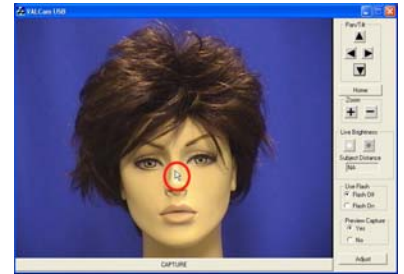 VALCam USB
Pan/Tilt
Home
Zoom
Live Brightness
Subject Distance
NA
Use Flash
Flash Off
Flash On
Preview Capture
Yes
No
Adjust
CAPTURE